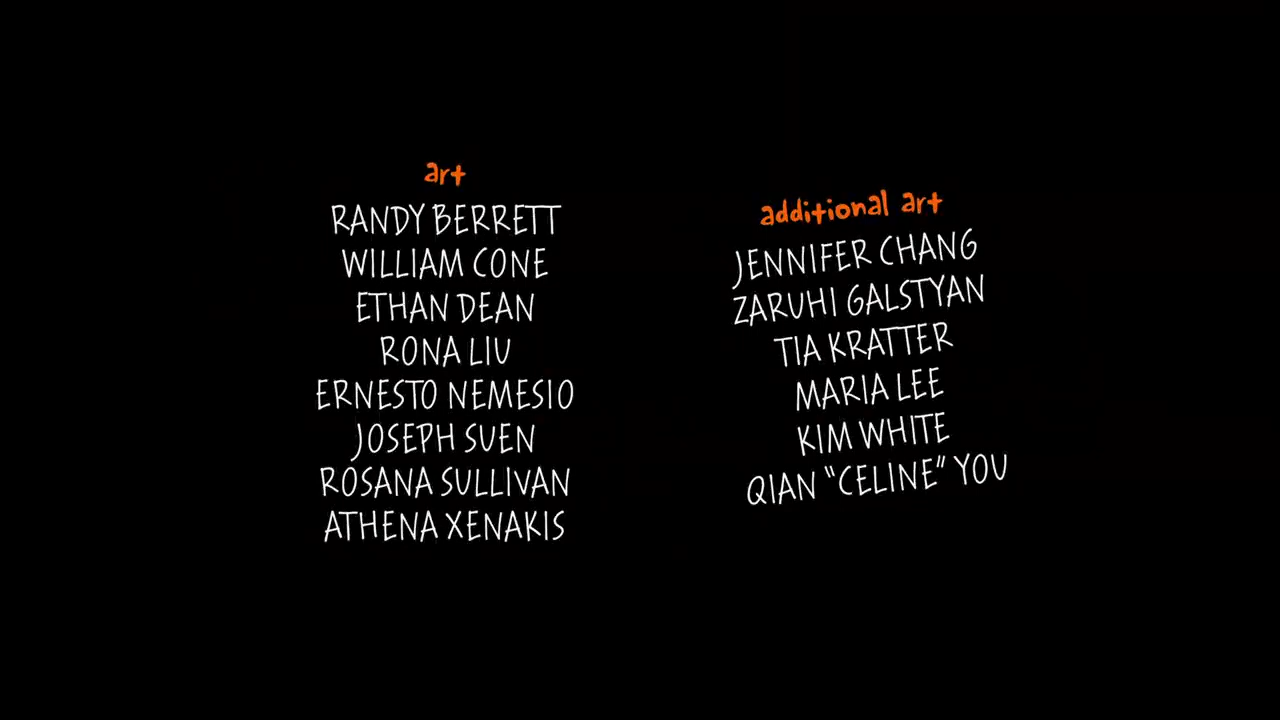 art
RANDY BERRETT
WILLIAM CONE
ETHAN DEAN
RONA LIU
ERNESTO NEMESIO
JOSEPH SUEN
ROSANA SULLIVAN
ATHENA XENAKIS
additional art
JENNIFER CHANG
ZARUHI GALSTYAN
TIA KRATTER
MARIA LEE
KIM WHITE
QIAN “CELINE” YOU